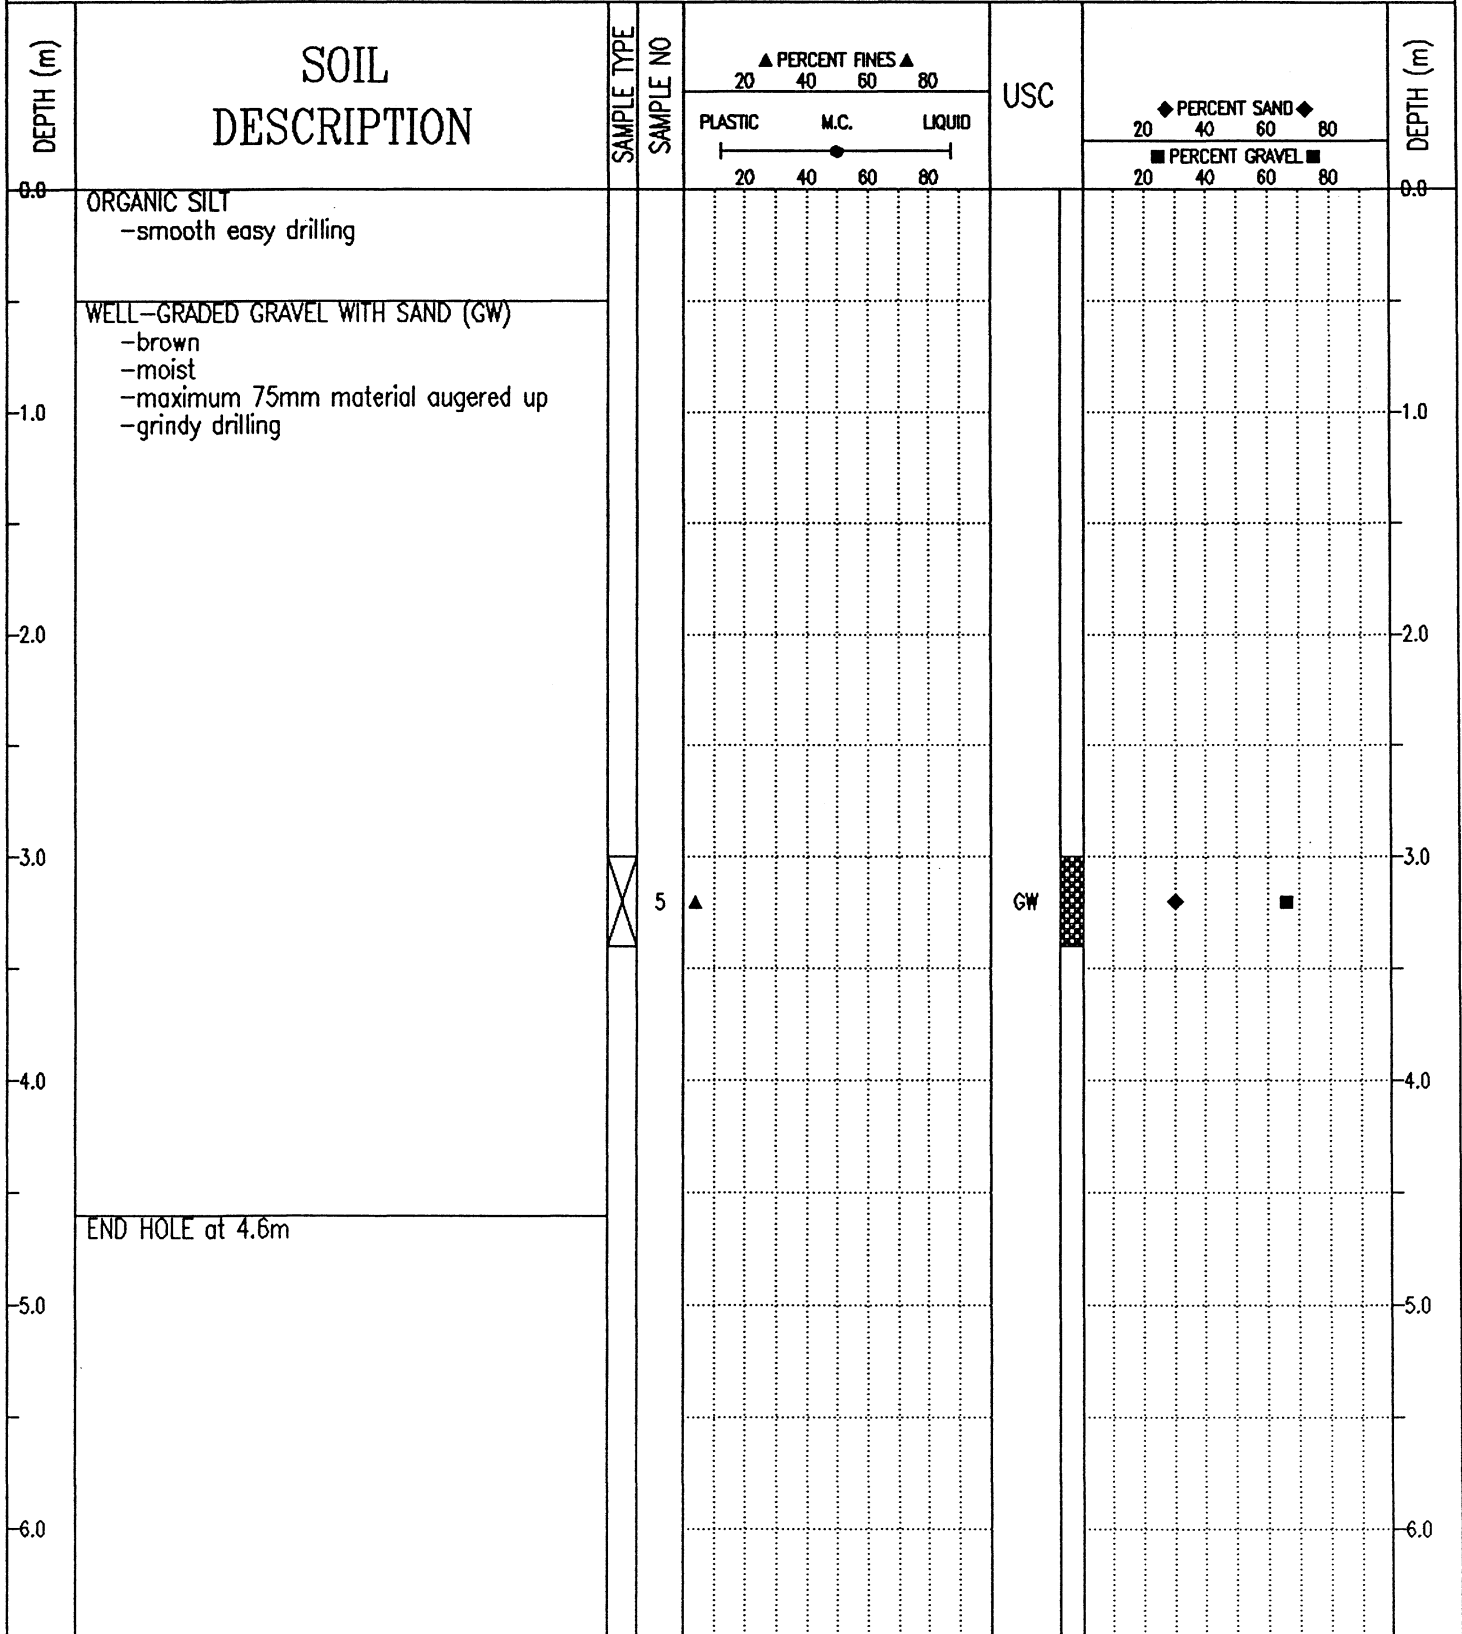 DEPTH (m)
SOIL
DESCRIPTION
SAMPLE TYPE
SAMPLE NO
▲ PERCENT FINES ▲
20 40 60 80
PLASTIC M.C. LIQUID
20 40 60 80
USC
◆ PERCENT SAND ◆
20 40 60 80
■ PERCENT GRAVEL ■
20 40 60 80
DEPTH (m)
0.0 0.0
ORGANIC SILT
-smooth easy drilling
WELL-GRADED GRAVEL WITH SAND (GW)
-brown
-moist
-maximum 75mm material augered up
-grindy drilling
1.0 1.0
2.0 2.0
3.0 3.0
5 GW
4.0 4.0
END HOLE at 4.6m
5.0 5.0
6.0 6.0